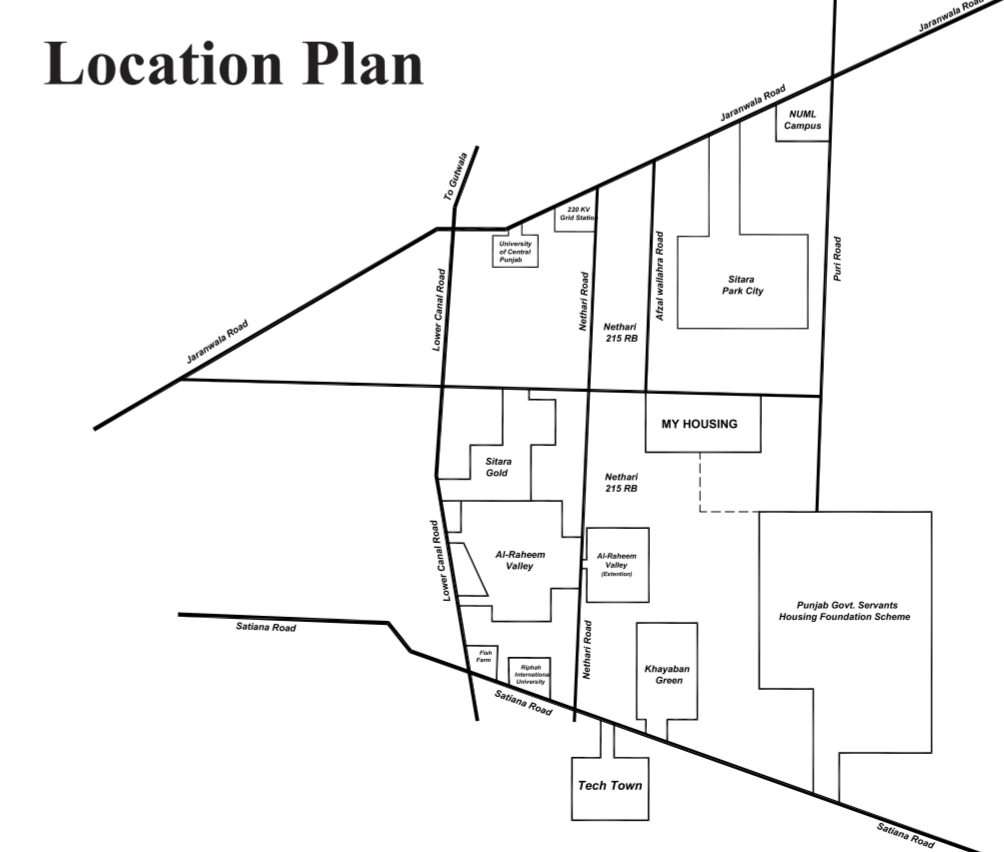 Location Plan
Jaranwala Road
Jaranwala Road
NUML
Campus
To Gutwala
220 KV
Grid Statio
University
of Central
Punjab
Lower Canal Road
Nethari Road
Afzal wallahra Road
Puri Road
Sitara
Park City
Nethari
215 RB
Jaranwala Road
MY HOUSING
Sitara
Gold
Nethari
215 RB
Lower Canal Road
Al-Raheem
Valley
Al-Raheem
Valley
(Extention)
Punjab Govt. Servants
Housing Foundation Scheme
Satiana Road
Nethari Road
Fish
Farm
Riphah
International
University
Khayaban
Green
Satiana Road
Tech Town
Satiana Road